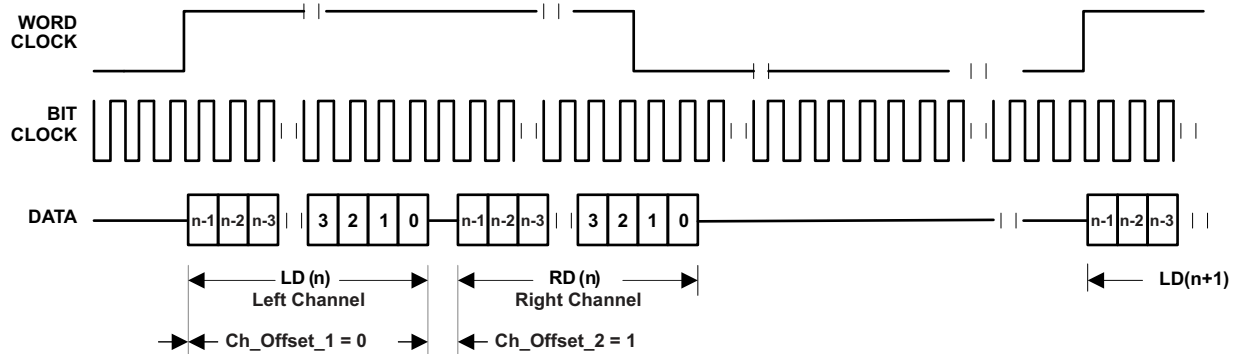 WORD
CLOCK
BIT
CLOCK
DATA
n-1 n-2 n-3 3 2 1 0 n-1 n-2 n-3 3 2 1 0 n-1 n-2 n-3
LD (n) RD (n) LD(n+1)
Left Channel Right Channel
Ch_Offset_1 = 0 Ch_Offset_2 = 1